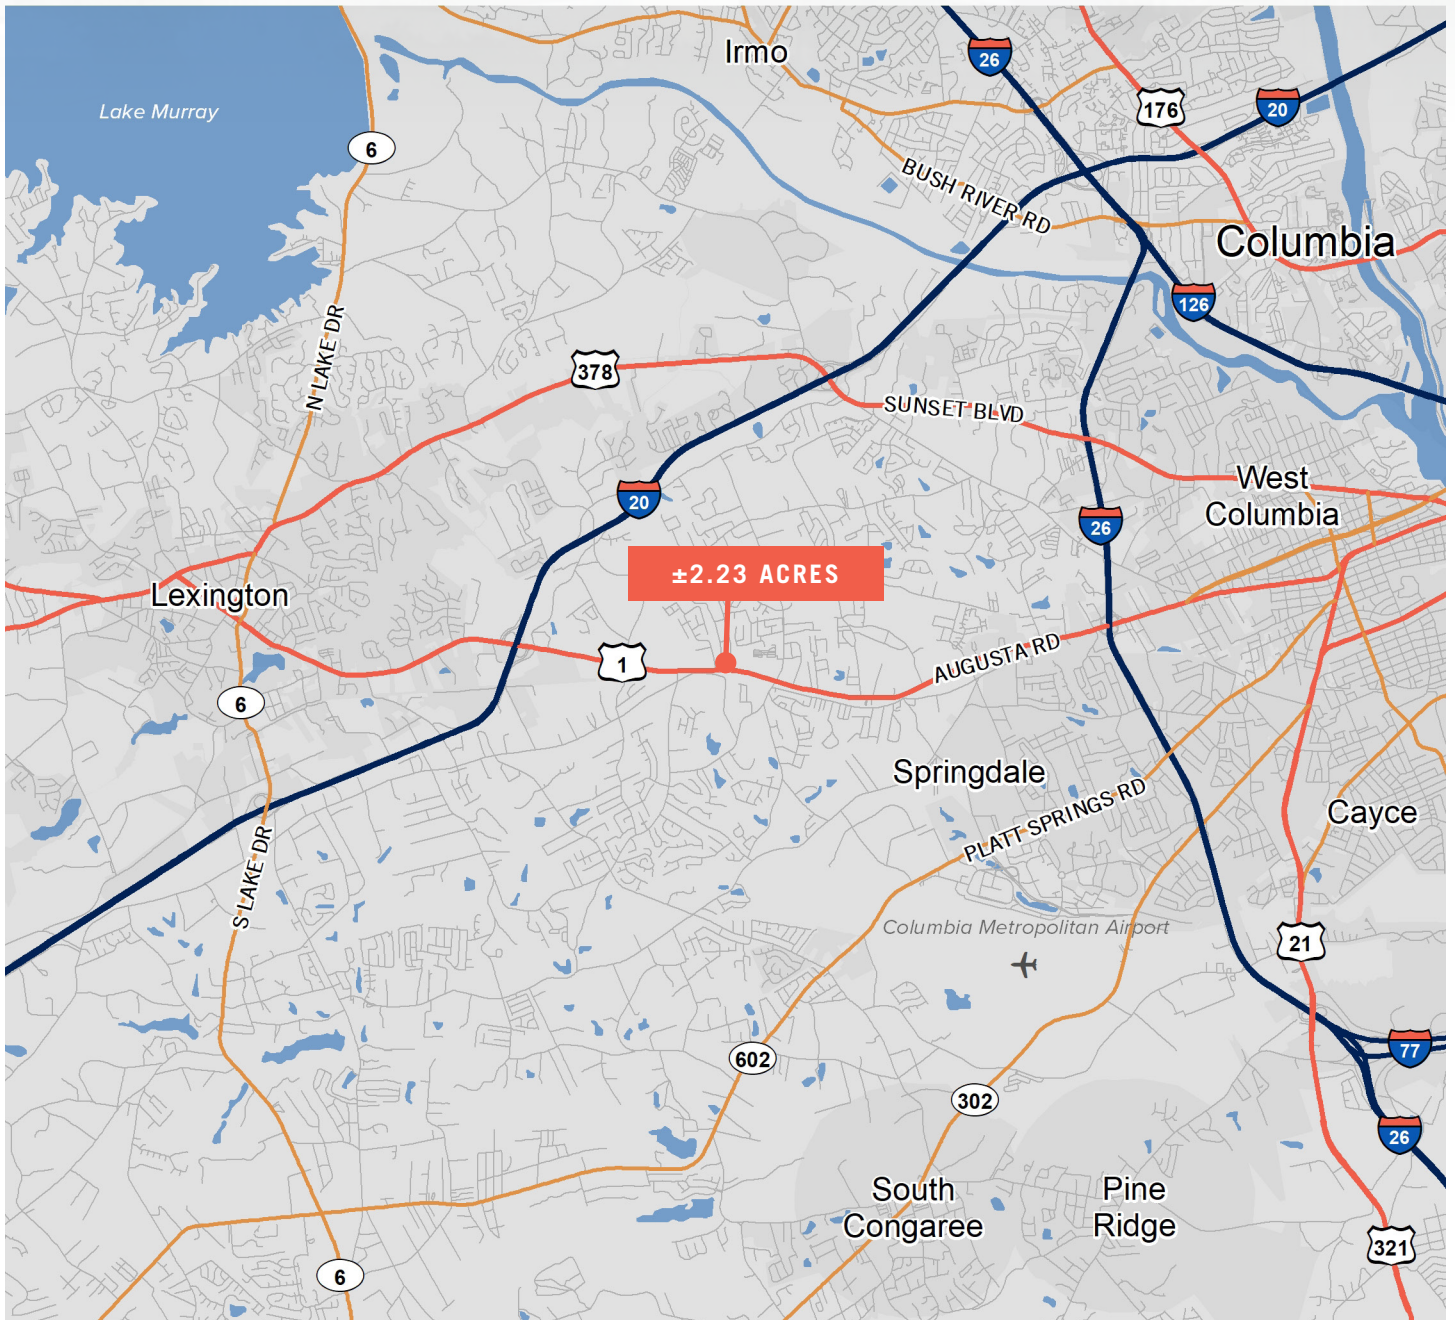 Irmo
26
Lake Murray
176
20
6
BUSH RIVER RD
Columbia
126
N LAKE DR
378
SUNSET BLVD
West
Columbia
20
26
±2.23 ACRES
Lexington
1
AUGUSTA RD
6
Springdale
PLATT SPRINGS RD
Cayce
S LAKE DR
Columbia Metropolitan Airport
21
602
77
302
26
South
Congaree
Pine
Ridge
321
6